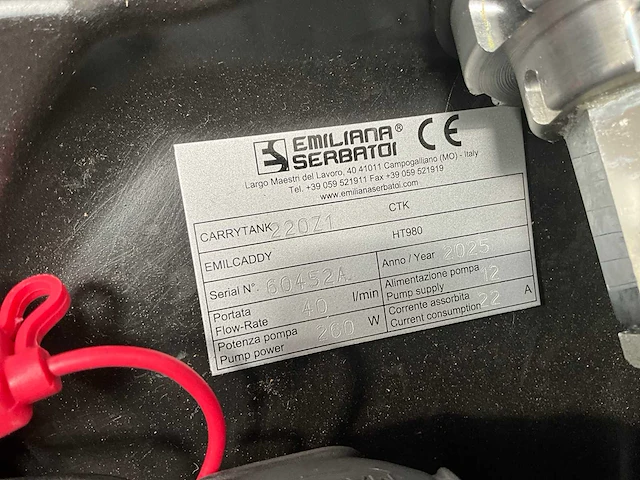 EMILIANA®
SERBATOI
CE
Largo Maestri del Lavoro, 40 41011 Campogalliano (MO) - Italy
Tel. +39 059 521911 Fax +39 059 521919
www.emilianaserbatoi.com
CARRYTANK 220Z1 CTK
EMILCADDY HT980
Serial N°. 60452A Anno / Year 2025
Portata
Flow-Rate l/min
Alimentazione pompa
Pump supply 12
Potenza pompa
Pump power 260 W
Corrente assorbita
Current consumption 22 A